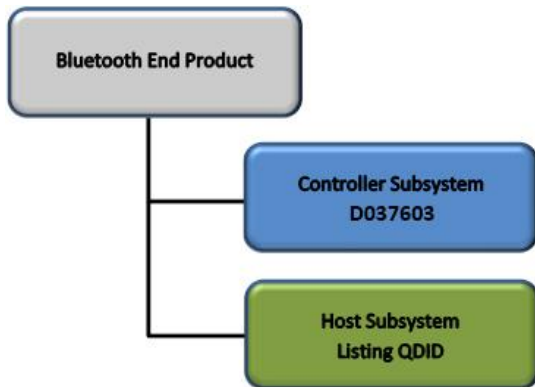 Bluetooth End Product
Controller Subsystem
D037603
Host Subsystem
Listing QDID